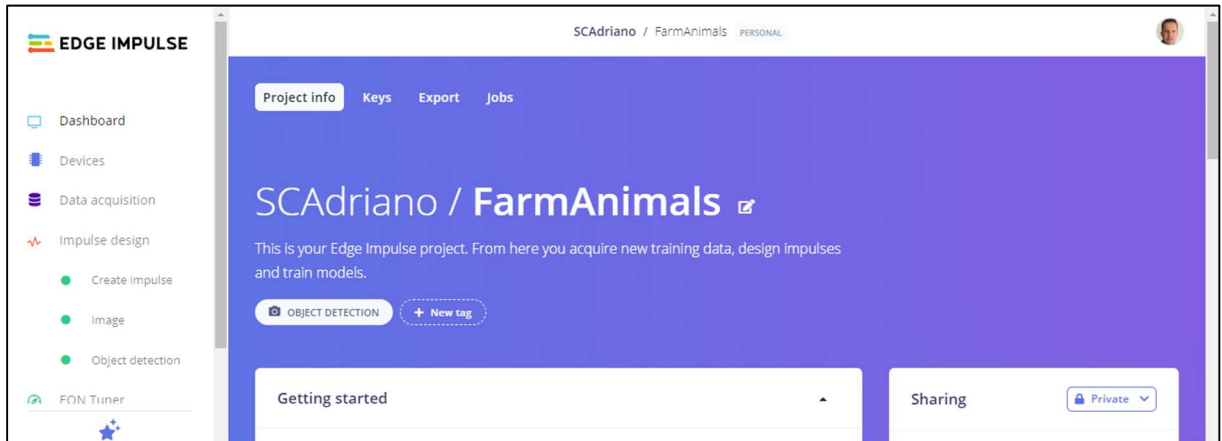 EDGE IMPULSE
SCAdriano / FarmAnimals PERSONAL
Dashboard
Devices
Data acquisition
Impulse design
Create impulse
Image
Object detection
EON Tuner
Project info Keys Export Jobs
SCAdriano / FarmAnimals
This is your Edge Impulse project. From here you acquire new training data, design impulses
and train models.
OBJECT DETECTION + New tag
Getting started
Sharing Private